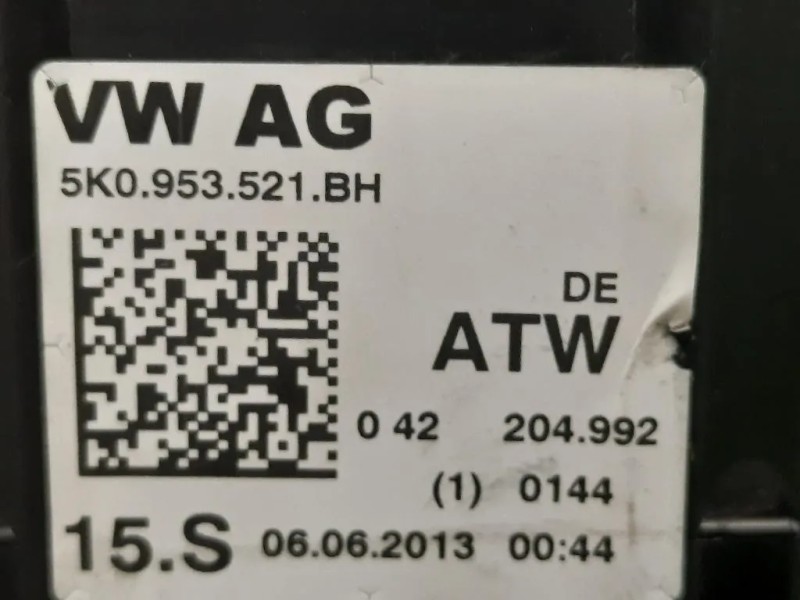 VW AG
5K0.953.521.BH
DE
ATW
0 42 204.992
(1) 0144
15.S 06.06.2013 00:44